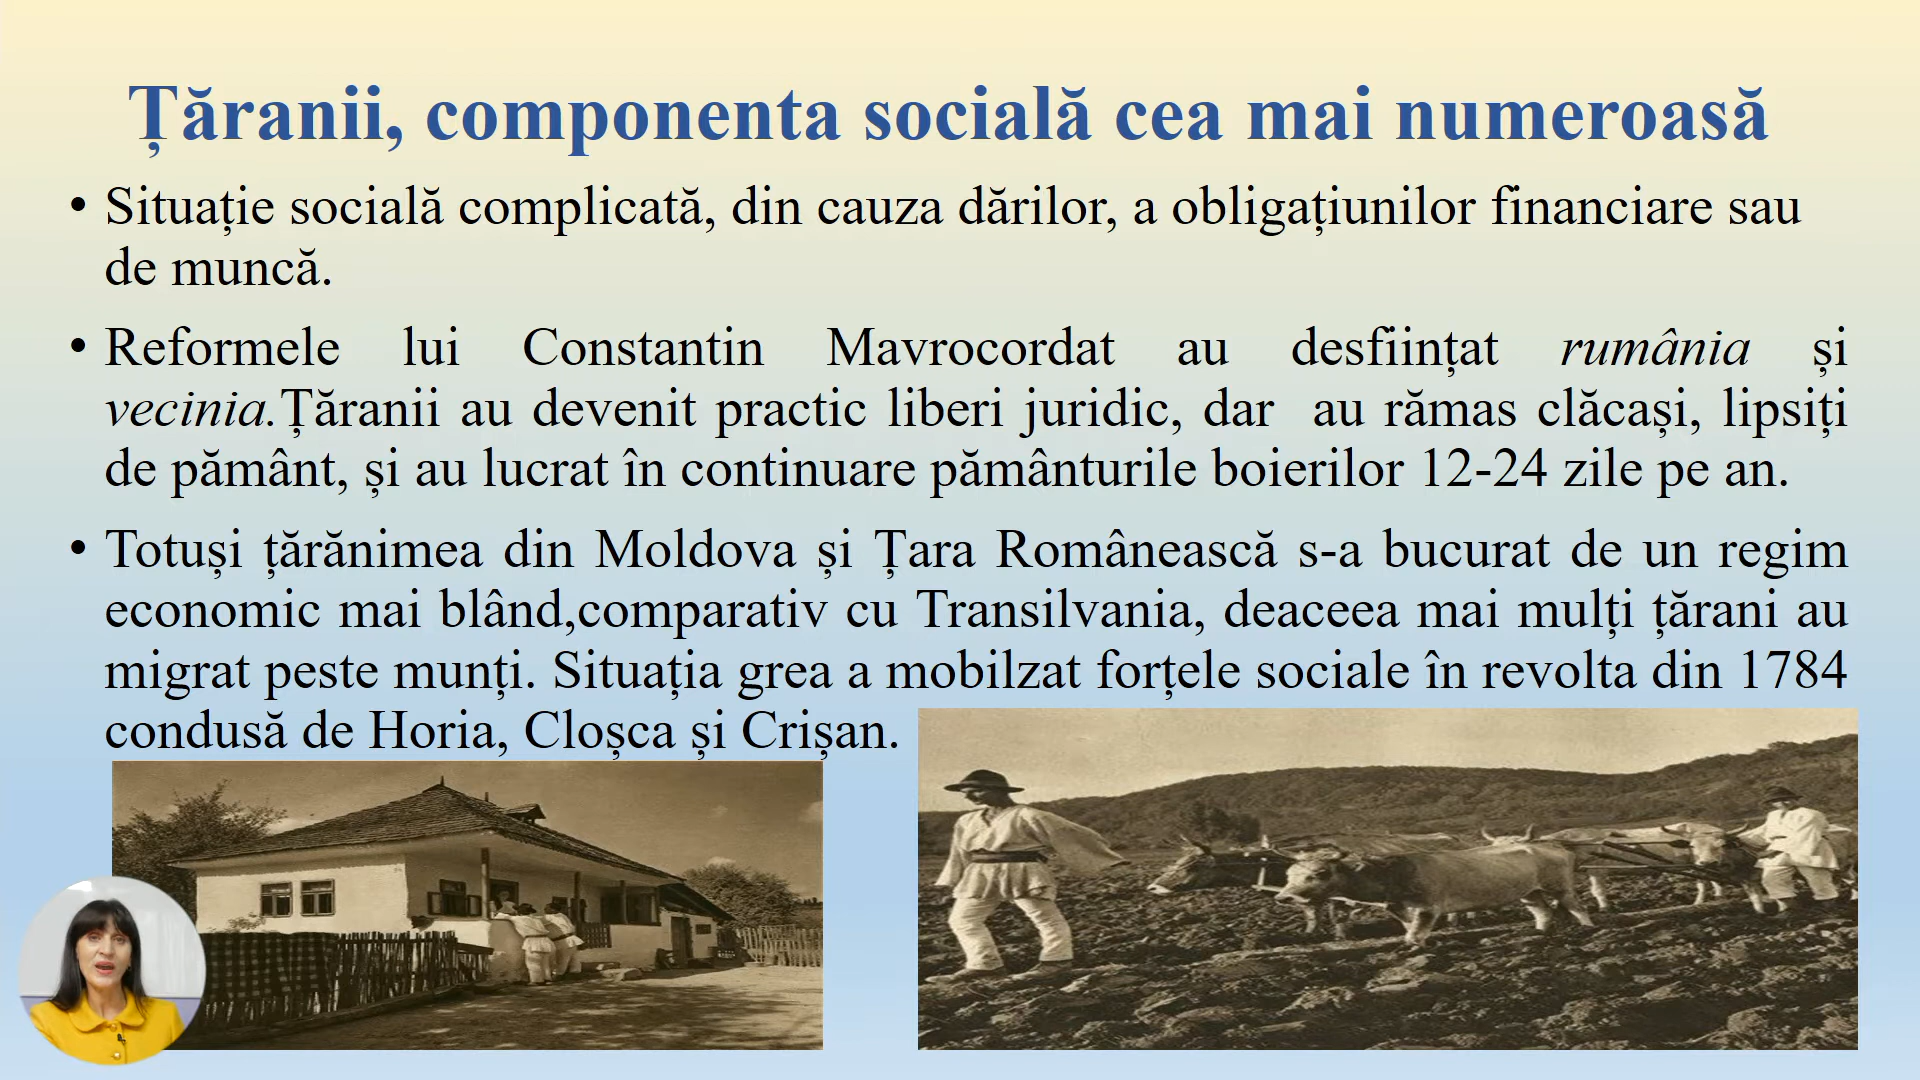 Țăranii, componenta socială cea mai numeroasă
• Situație socială complicată, din cauza dărilor, a obligațiunilor financiare sau
de muncă.
• Reformele lui Constantin Mavrocordat au desființat rumânia și
vecinia.Țăranii au devenit practic liberi juridic, dar au rămas clăcași, lipsiți
de pământ, și au lucrat în continuare pământurile boierilor 12-24 zile pe an.
• Totuși țărănimea din Moldova și Țara Românească s-a bucurat de un regim
economic mai blând,comparativ cu Transilvania, deaceea mai mulți țărani au
migrat peste munți. Situația grea a mobilzat forțele sociale în revolta din 1784
condusă de Horia, Cloșca și Crișan.